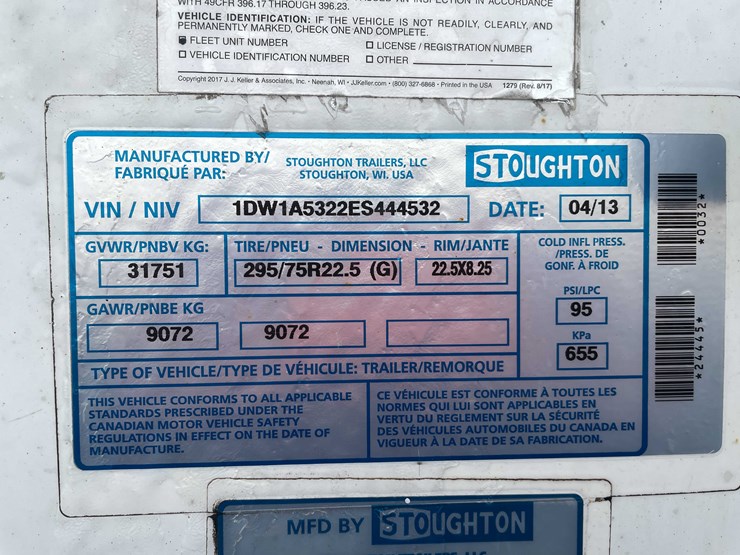 WITH 49CFR 396.17 THROUGH 396.23.
VEHICLE IDENTIFICATION: IF THE VEHICLE IS NOT READILY, CLEARLY, AND
PERMANENTLY MARKED, CHECK ONE AND COMPLETE.
FLEET UNIT NUMBER
☐ LICENSE / REGISTRATION NUMBER
☐ VEHICLE IDENTIFICATION NUMBER
☐ OTHER
Copyright 2017 J. J. Keller & Associates, Inc. • Neenah, WI • JJKeller.com • (800) 327-6868 • Printed in the USA
1279 (Rev. 8/17)
MANUFACTURED BY/
FABRIQUÉ PAR:
STOUGHTON TRAILERS, LLC
STOUGHTON, WI. USA
STOUGHTON
VIN / NIV
1DW1A5322ES444532
DATE:
04/13
GVWR/PNBV KG:
31751
TIRE/PNEU - DIMENSION - RIM/JANTE
295/75R22.5 (G)
22.5X8.25
COLD INFL PRESS.
/PRESS. DE
GONF. À FROID
PSI/LPC
95
KPa
655
GAWR/PNBE KG
9072
9072
TYPE OF VEHICLE/TYPE DE VÉHICULE: TRAILER/REMORQUE
THIS VEHICLE CONFORMS TO ALL APPLICABLE
STANDARDS PRESCRIBED UNDER THE
CANADIAN MOTOR VEHICLE SAFETY
REGULATIONS IN EFFECT ON THE DATE OF
MANUFACTURE.
CE VÉHICULE EST CONFORME À TOUTES LES
NORMES QUI LUI SONT APPLICABLES EN
VERTU DU REGLEMENT SUR LA SÉCURITÉ
DES VÉHICULES AUTOMOBILES DU CANADA EN
VIGUEUR À LA DATE DE SA FABRICATION.
*0032*
*24445*
MFD BY STOUGHTON